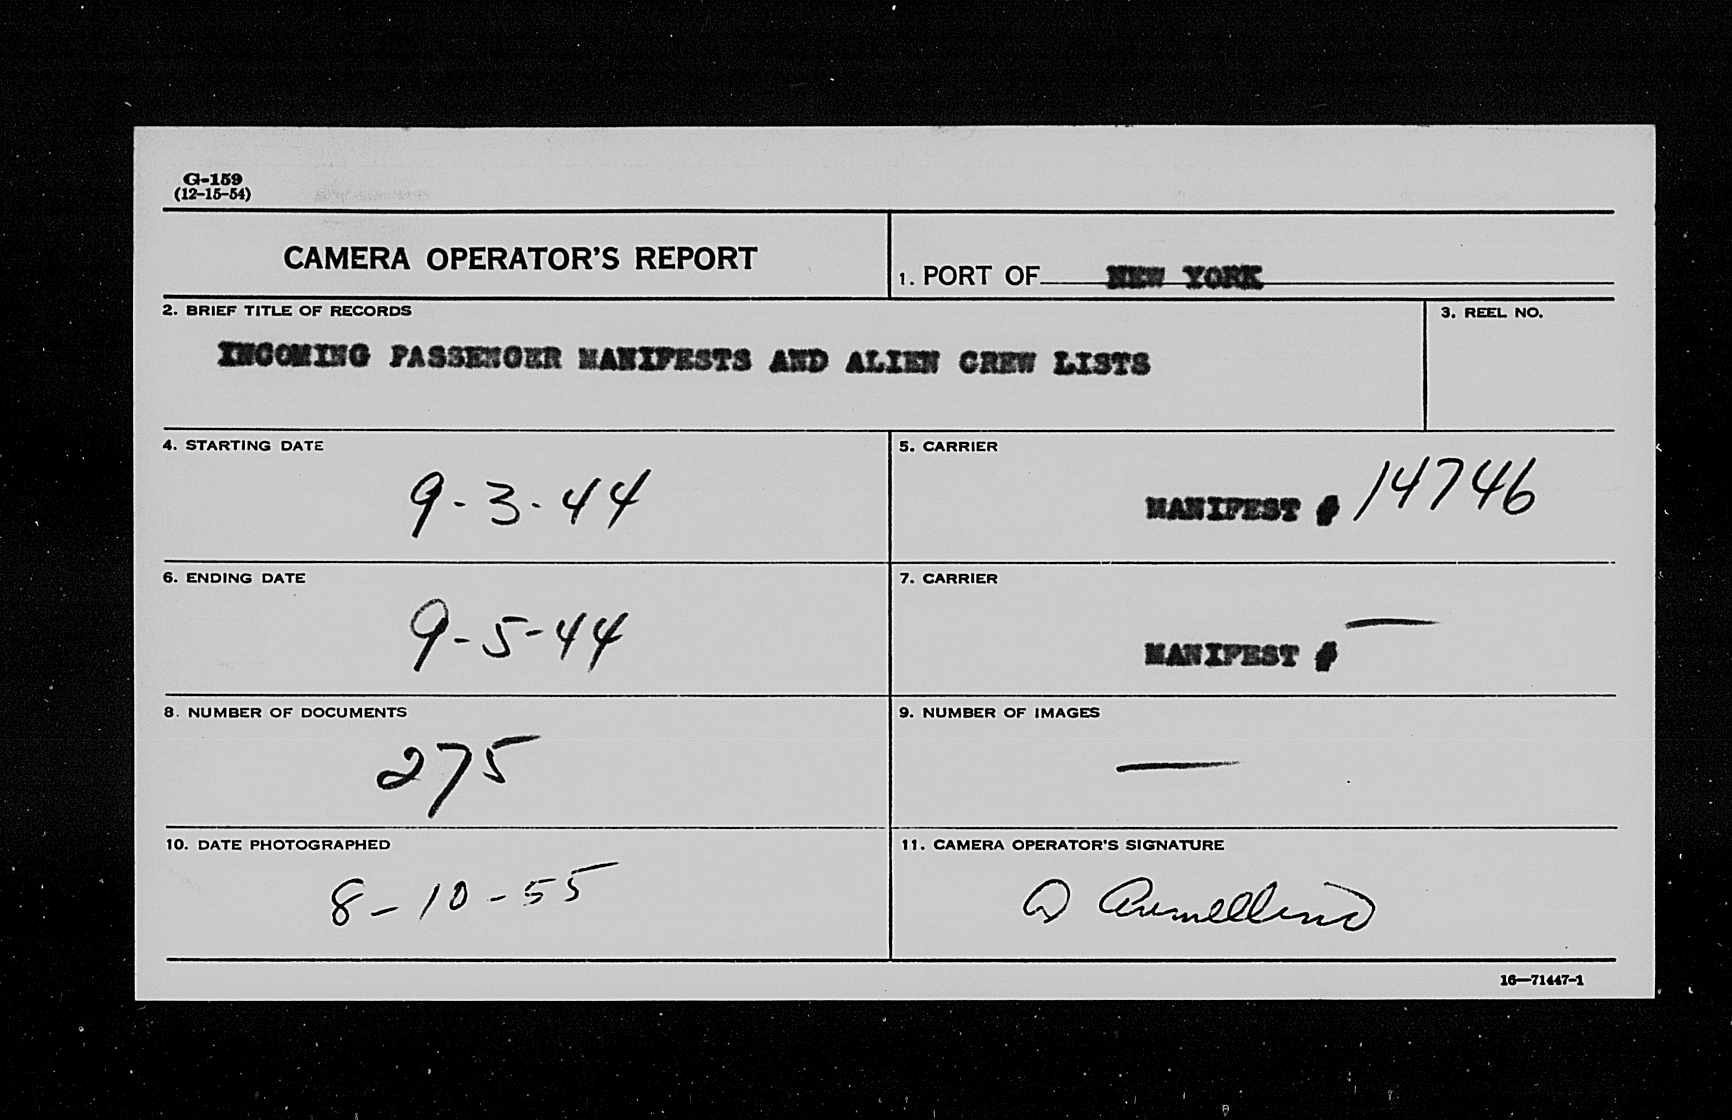 G-159
(12-15-54)
CAMERA OPERATOR'S REPORT
1. PORT OF NEW YORK
2. BRIEF TITLE OF RECORDS
3. REEL NO.
INCOMING PASSENGER MANIFESTS AND ALIEN CREW LISTS
4. STARTING DATE
5. CARRIER
9-3-44
MANIFEST # 14746
6. ENDING DATE
7. CARRIER
9-5-44
MANIFEST # —
8. NUMBER OF DOCUMENTS
9. NUMBER OF IMAGES
275
—
10. DATE PHOTOGRAPHED
11. CAMERA OPERATOR'S SIGNATURE
8-10-55
16—71447-1